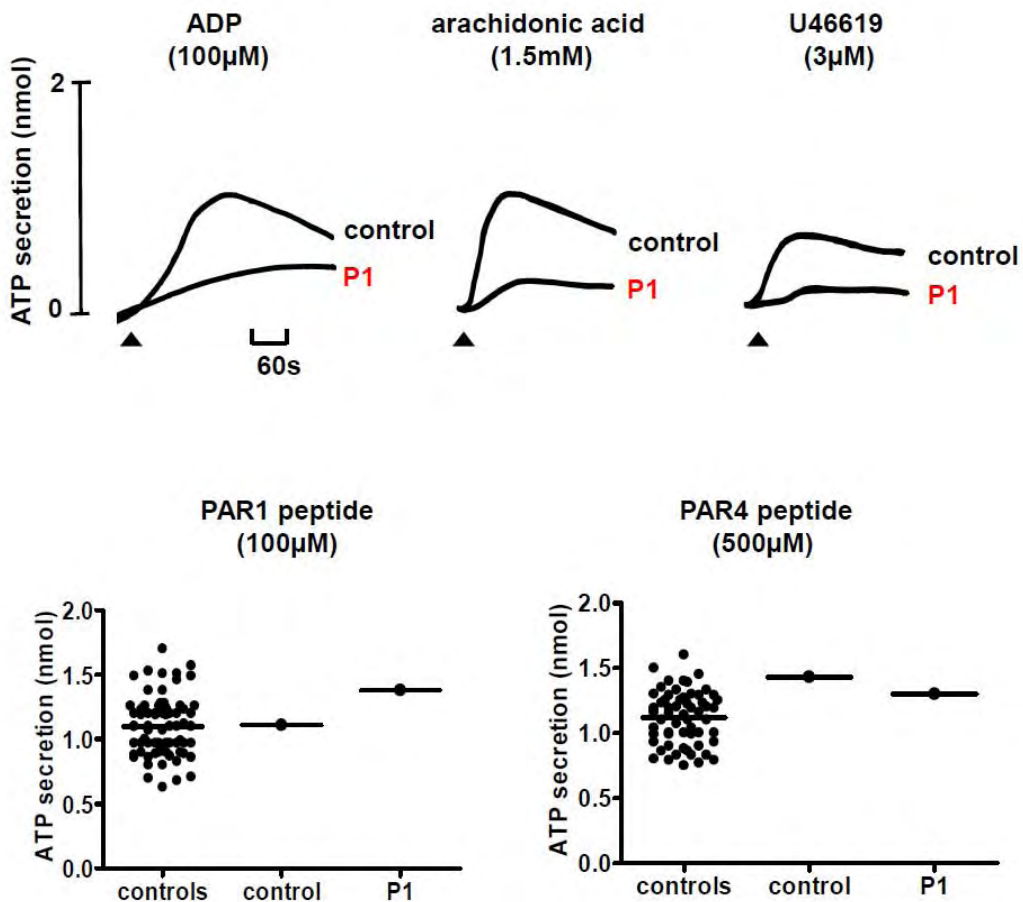 ADP
(100µM)
arachidonic acid
(1.5mM)
U46619
(3µM)
ATP secretion (nmol)
2
1
0
control
P1
60s
control
P1
control
P1
PAR1 peptide
(100µM)
ATP secretion (nmol)
2.0
1.5
1.0
0.5
0.0
controls
control
P1
PAR4 peptide
(500µM)
ATP secretion (nmol)
2.0
1.5
1.0
0.5
0.0
controls
control
P1